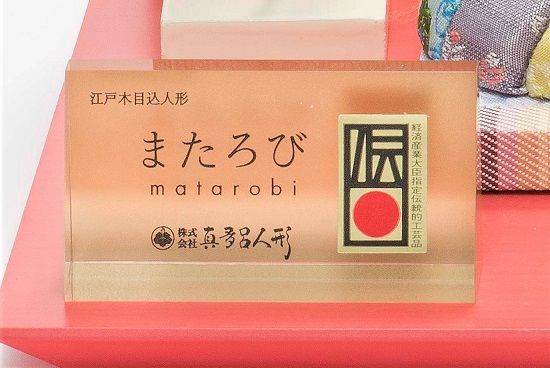 江戸木目込人形
またろび
matarobi
株式会社 真多呂人形
伝
経済産業大臣指定伝統的工芸品